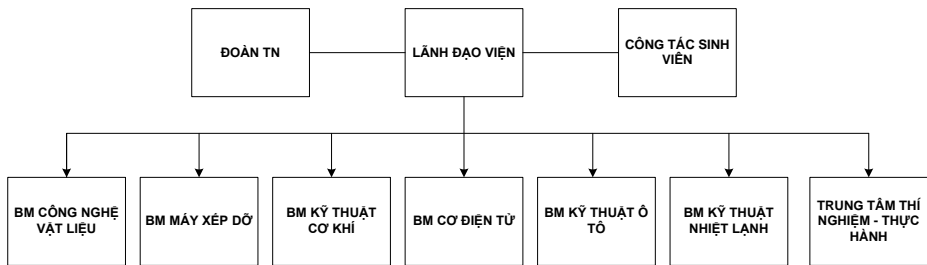 ĐOÀN TN
LÃNH ĐẠO VIỆN
CÔNG TÁC SINH
VIÊN
BM CÔNG NGHỆ
VẬT LIỆU
BM MÁY XÉP DỠ
BM KỸ THUẬT
CƠ KHÍ
BM CƠ ĐIỆN TỬ
BM KỸ THUẬT Ô
TÔ
BM KỸ THUẬT
NHIỆT LẠNH
TRUNG TÂM THÍ
NGHIỆM - THỰC
HÀNH